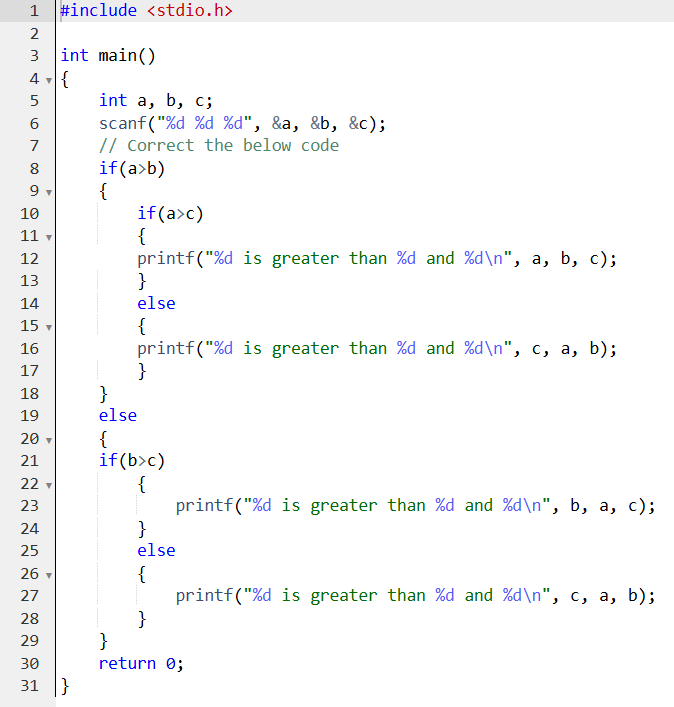 1 #include <stdio.h>
2
3 int main()
4 {
5     int a, b, c;
6     scanf("%d %d %d", &a, &b, &c);
7     // Correct the below code
8     if(a>b)
9     {
10         if(a>c)
11         {
12         printf("%d is greater than %d and %d\n", a, b, c);
13         }
14         else
15         {
16         printf("%d is greater than %d and %d\n", c, a, b);
17         }
18     }
19     else
20     {
21     if(b>c)
22         {
23             printf("%d is greater than %d and %d\n", b, a, c);
24         }
25         else
26         {
27             printf("%d is greater than %d and %d\n", c, a, b);
28         }
29     }
30     return 0;
31 }